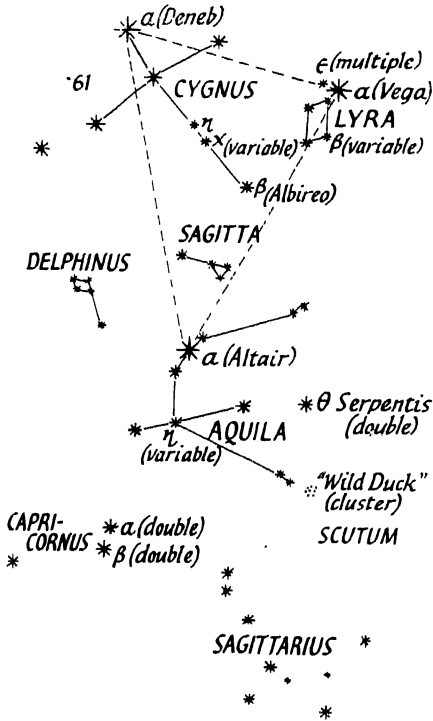 α (Deneb)
ϵ (multiple)
61
CYGNUS
α (Vega)
LYRA
η
χ (variable)
β (variable)
β (Albireo)
SAGITTA
DELPHINUS
α (Altair)
θ Serpentis
(double)
η
(variable)
AQUILA
"Wild Duck"
(cluster)
CAPRI-
CORNUS
α (double)
β (double)
SCUTUM
SAGITTARIUS